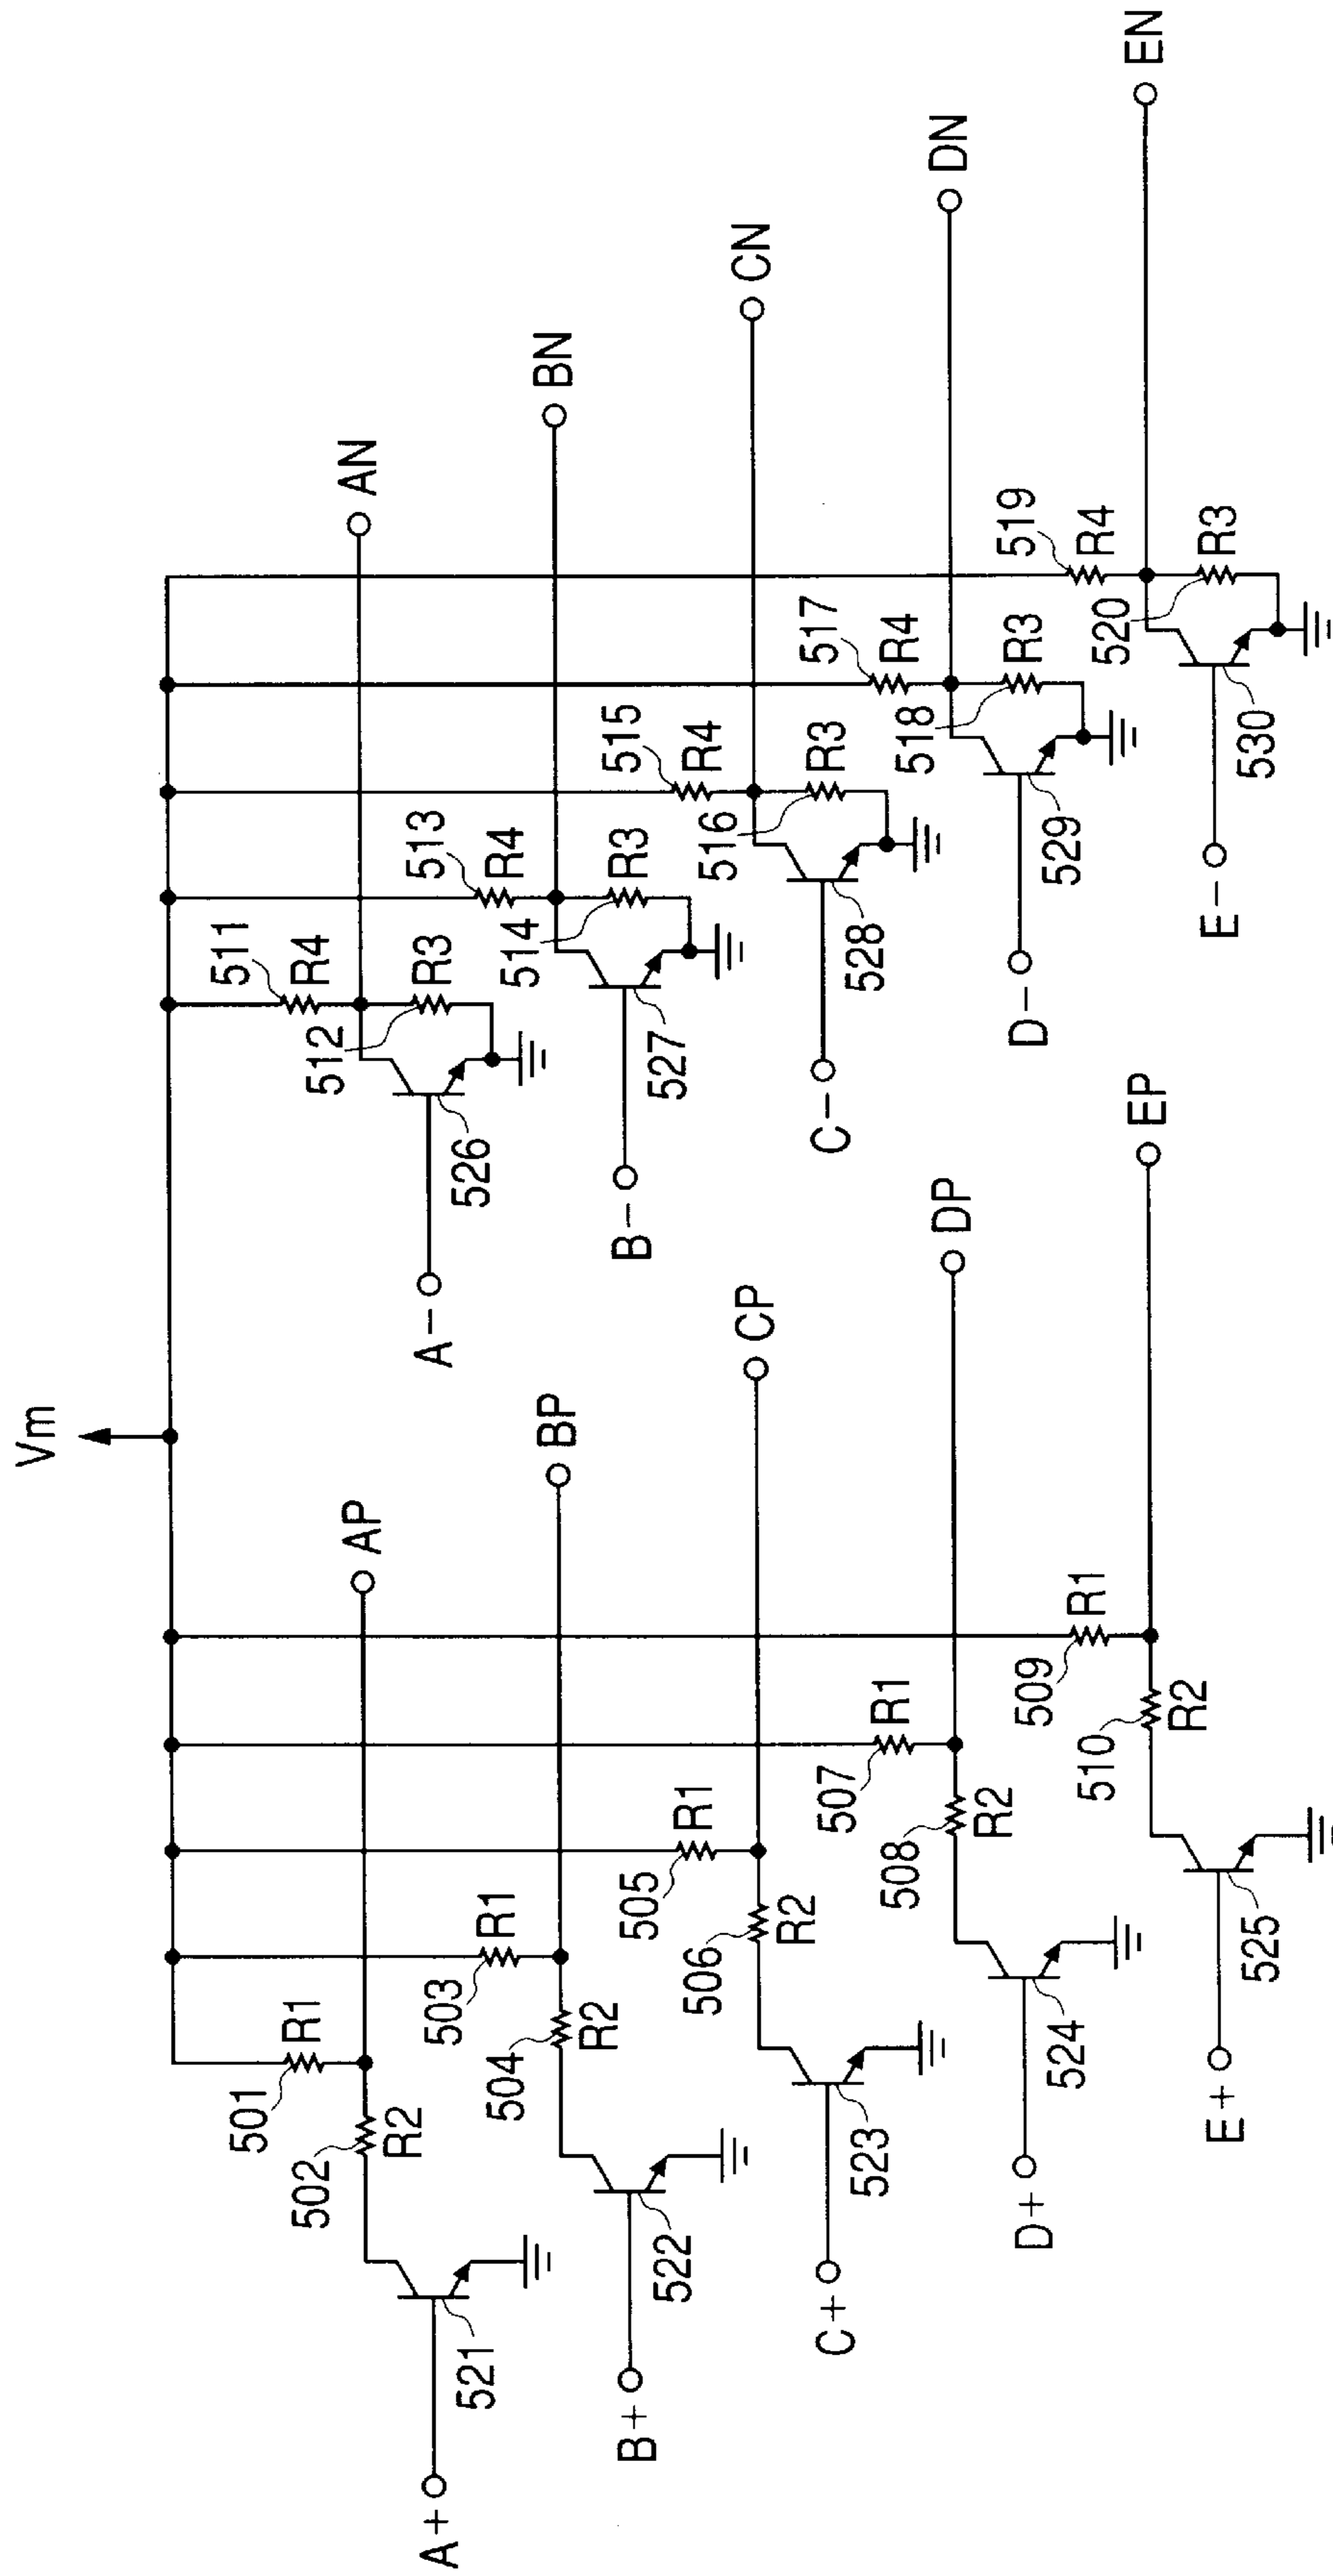 Vm
501
R1
502
R2
AP
A+
521
503
R1
504
R2
BP
B+
522
505
R1
506
R2
CP
C+
523
507
R1
508
R2
DP
D+
524
509
R1
510
R2
EP
E+
525
511
R4
512
R3
AN
A-
526
513
R4
514
R3
BN
B-
527
515
R4
516
R3
CN
C-
528
517
R4
518
R3
DN
D-
529
519
R4
520
R3
EN
E-
530